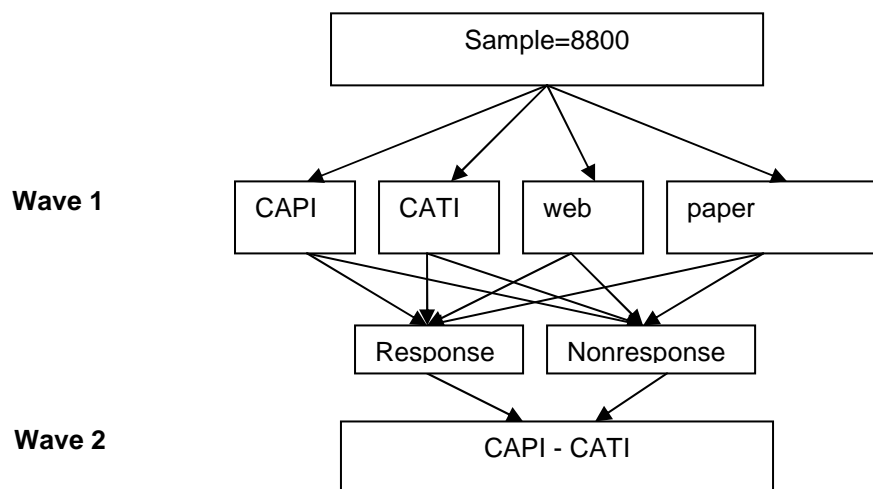 Sample=8800
Wave 1
CAPI
CATI
web
paper
Response
Nonresponse
Wave 2
CAPI - CATI